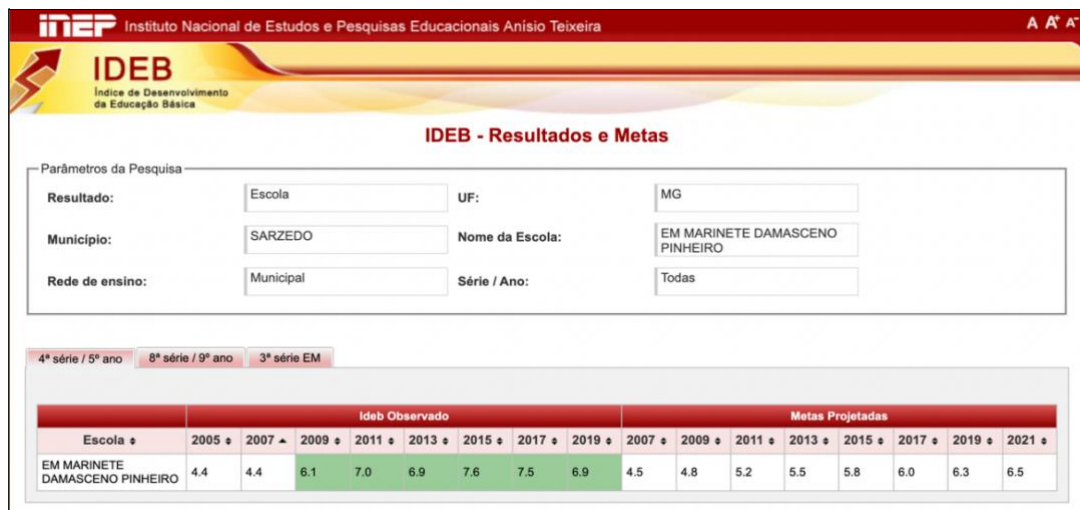 INEP Instituto Nacional de Estudos e Pesquisas Educacionais Anísio Teixeira A A+ A-
IDEB
Índice de Desenvolvimento
da Educação Básica
IDEB - Resultados e Metas
Parâmetros da Pesquisa
Resultado: Escola UF: MG
Município: SARZEDO Nome da Escola: EM MARINETE DAMASCENO
PINHEIRO
Rede de ensino: Municipal Série / Ano: Todas
4ª série / 5º ano 8ª série / 9º ano 3ª série EM
Ideb Observado Metas Projetadas
Escola 2005 2007 2009 2011 2013 2015 2017 2019 2007 2009 2011 2013 2015 2017 2019 2021
EM MARINETE
DAMASCENO PINHEIRO 4.4 4.4 6.1 7.0 6.9 7.6 7.5 6.9 4.5 4.8 5.2 5.5 5.8 6.0 6.3 6.5